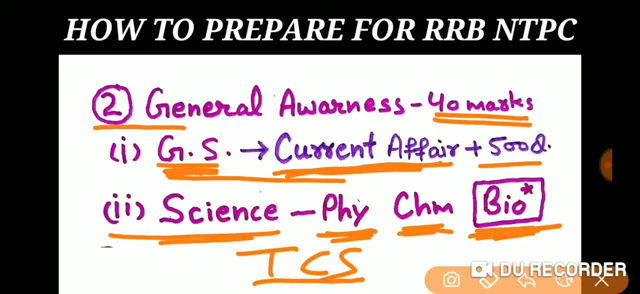 HOW TO PREPARE FOR RRB NTPC
② General Awarness - 40 marks
(i) G.S. → Current Affair + 500Q.
(ii) Science - Phy Chm Bio*
TCS
DU RECORDER